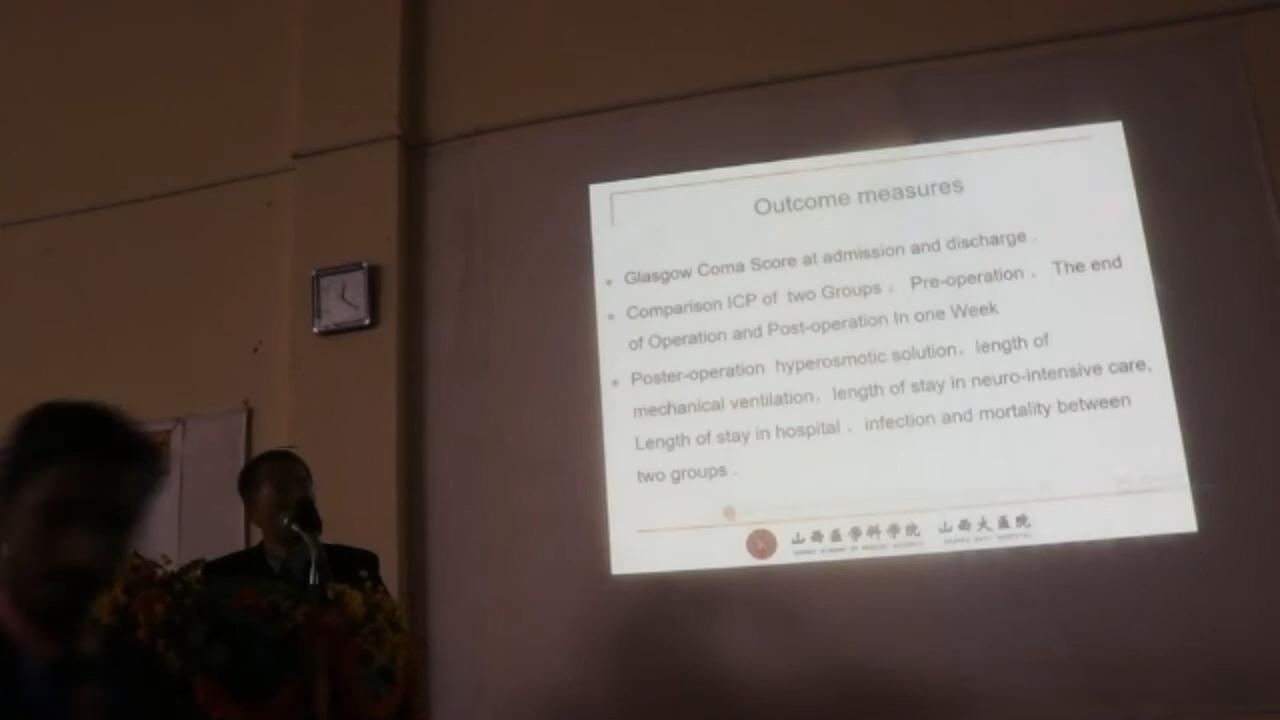 Outcome measures
Glasgow Coma Score at admission and discharge .
Comparison ICP of two Groups , Pre-operation , The end
of Operation and Post-operation In one Week
Poster-operation hyperosmotic solution, length of
mechanical ventilation, length of stay in neuro-intensive care,
Length of stay in hospital , infection and mortality between
two groups .
山西医学科学院 山西大医院